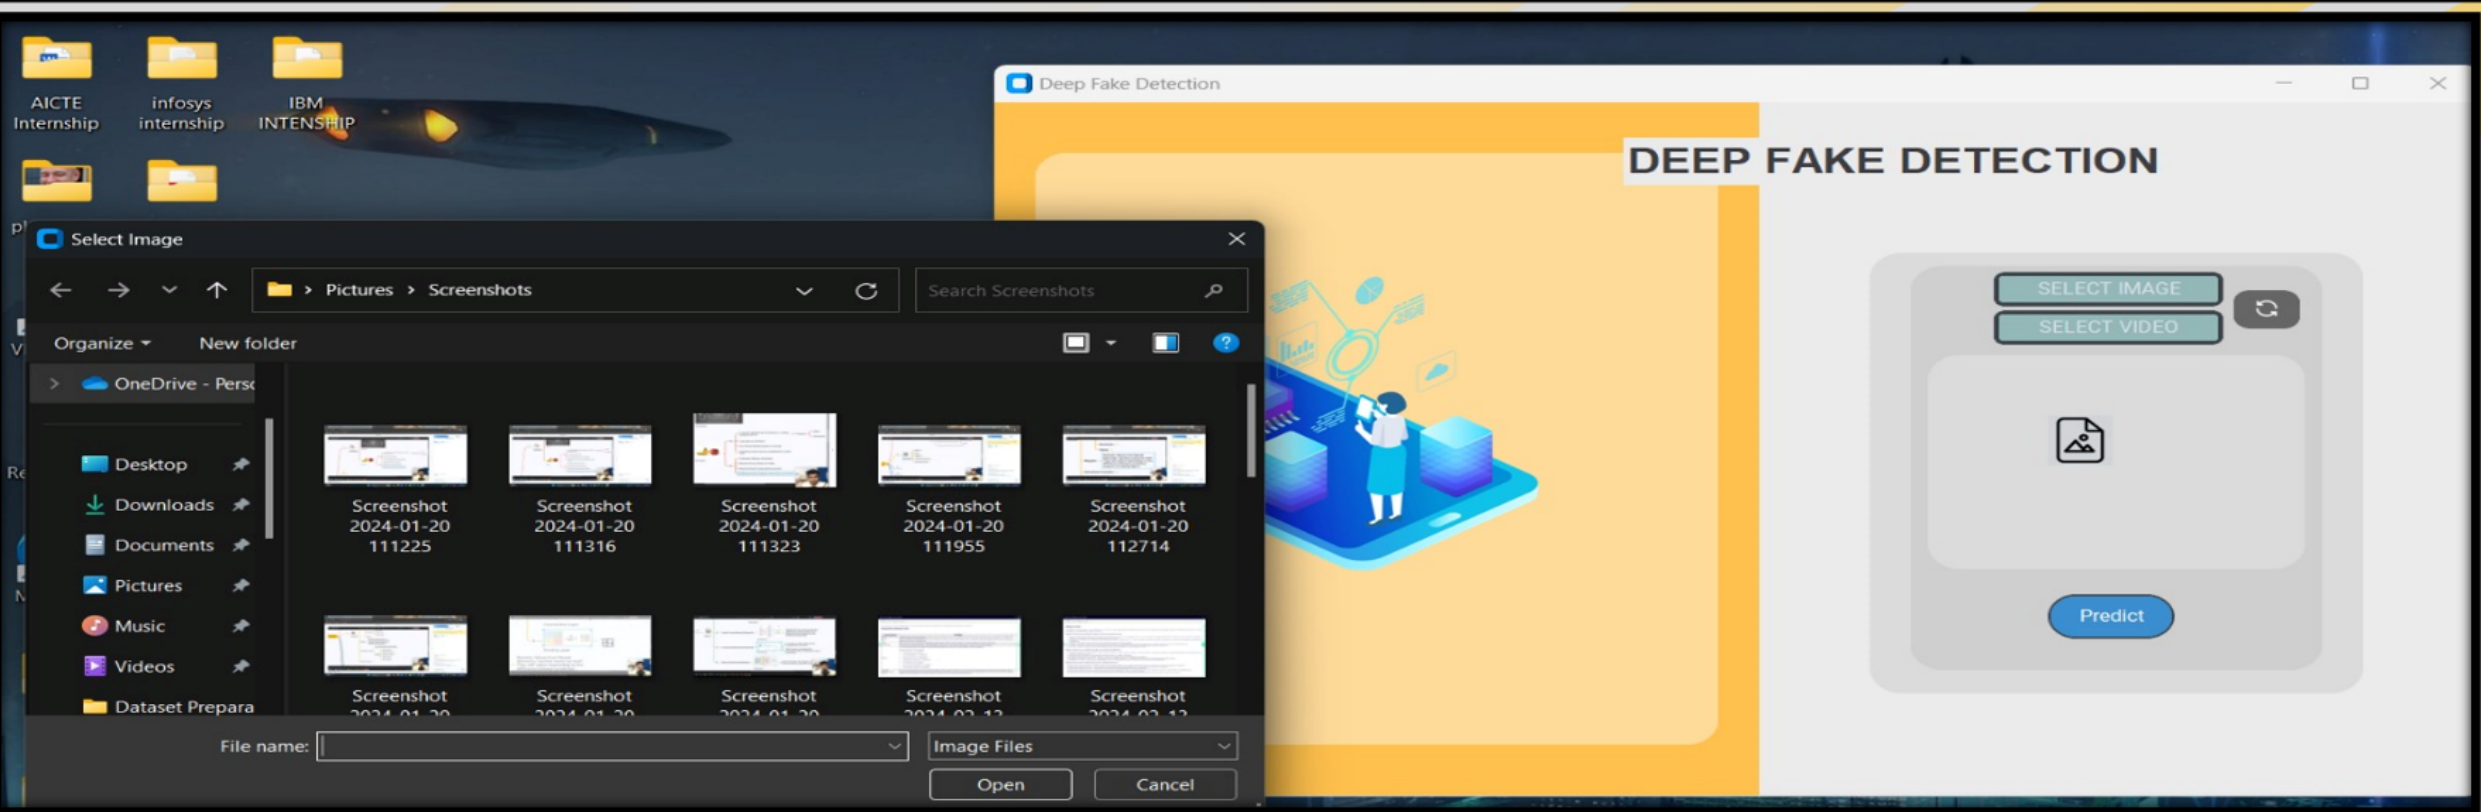 AICTE
Internship
infosys
internship
IBM
INTENSHIP
Deep Fake Detection
DEEP FAKE DETECTION
SELECT IMAGE
SELECT VIDEO
Predict
Select Image
Pictures > Screenshots
Search Screenshots
Organize
New folder
OneDrive - Perso
Desktop
Downloads
Documents
Pictures
Music
Videos
Dataset Prepara
Screenshot
2024-01-20
111225
Screenshot
2024-01-20
111316
Screenshot
2024-01-20
111323
Screenshot
2024-01-20
111955
Screenshot
2024-01-20
112714
Screenshot
Screenshot
Screenshot
Screenshot
Screenshot
File name:
Image Files
Open
Cancel